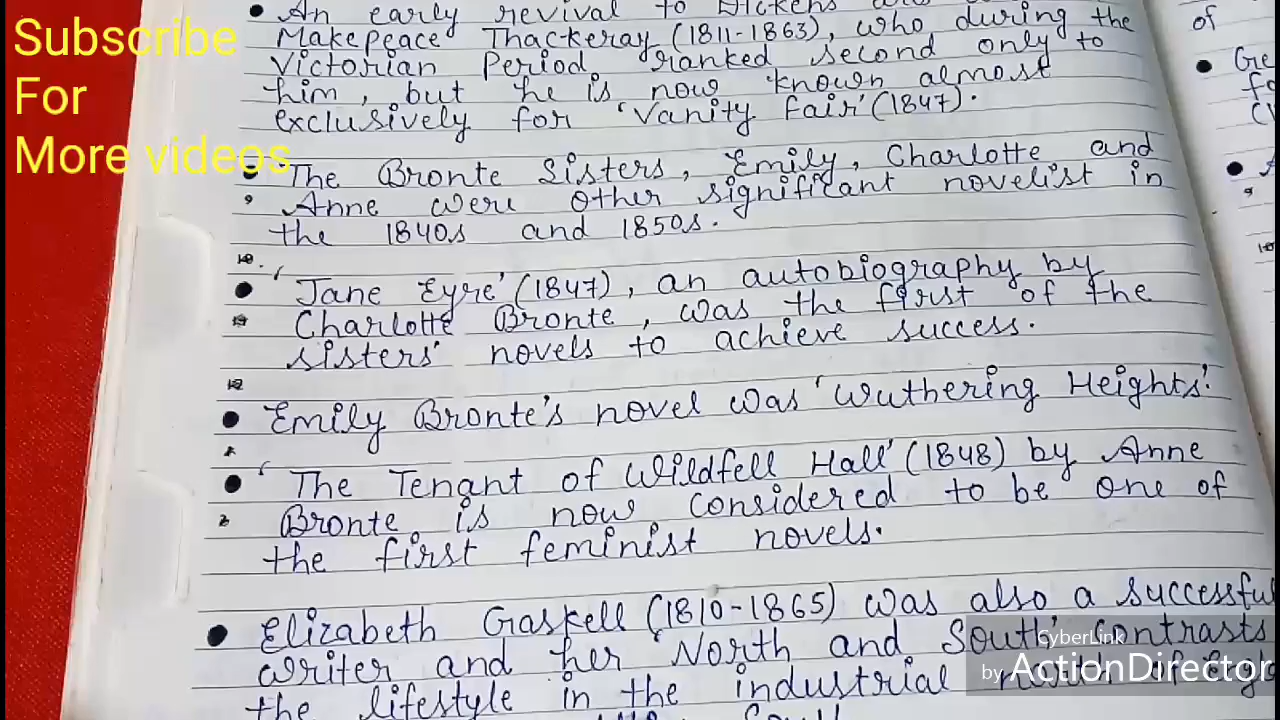 Subscribe
For
More videos
An early revival to Dickens
Makepeace Thackeray (1811-1863), who during the
Victorian Period, ranked second only to
him, but he is now known almost
exclusively for 'Vanity Fair' (1847).
The Bronte Sisters, Emily, Charlotte and
Anne were other significant novelist in
the 1840s and 1850s.
'Jane Eyre' (1847), an autobiography by
Charlotte Bronte, was the first of the
sisters' novels to achieve success.
Emily Bronte's novel was 'Wuthering Heights'.
'The Tenant of Wildfell Hall' (1848) by Anne
Bronte is now considered to be one of
the first feminist novels.
Elizabeth Gaskell (1810-1865) was also a successful
writer and her 'North and South' contrasts
the lifestyle in the industrial north of
of
CyberLink
by ActionDirector